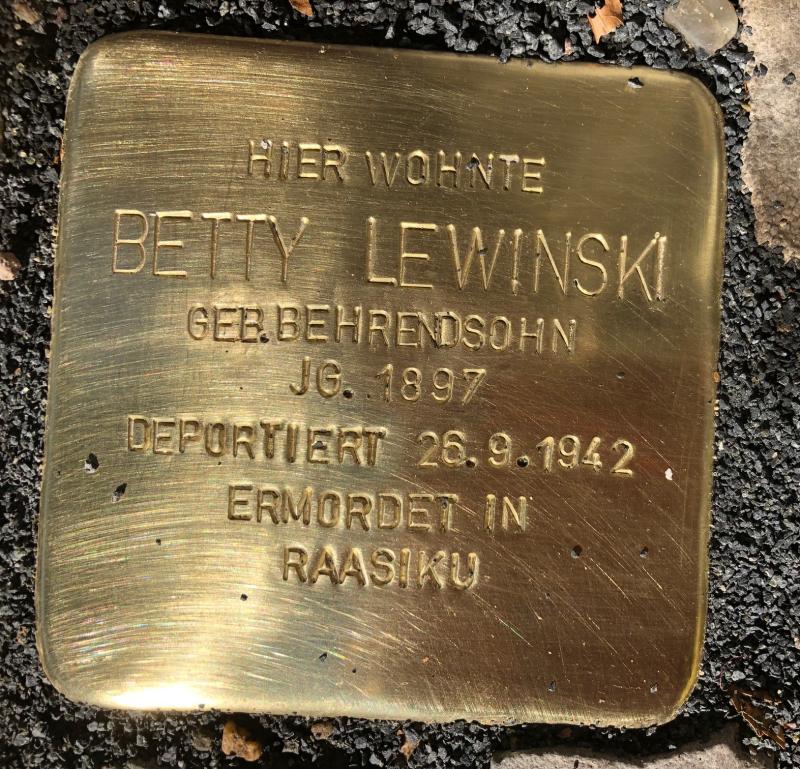 HIER WOHNTE
BETTY LEWINSKI
GEB. BEHRENDSOHN
JG. 1897
DEPORTIERT 26.9.1942
ERMORDET IN
RAASIKU